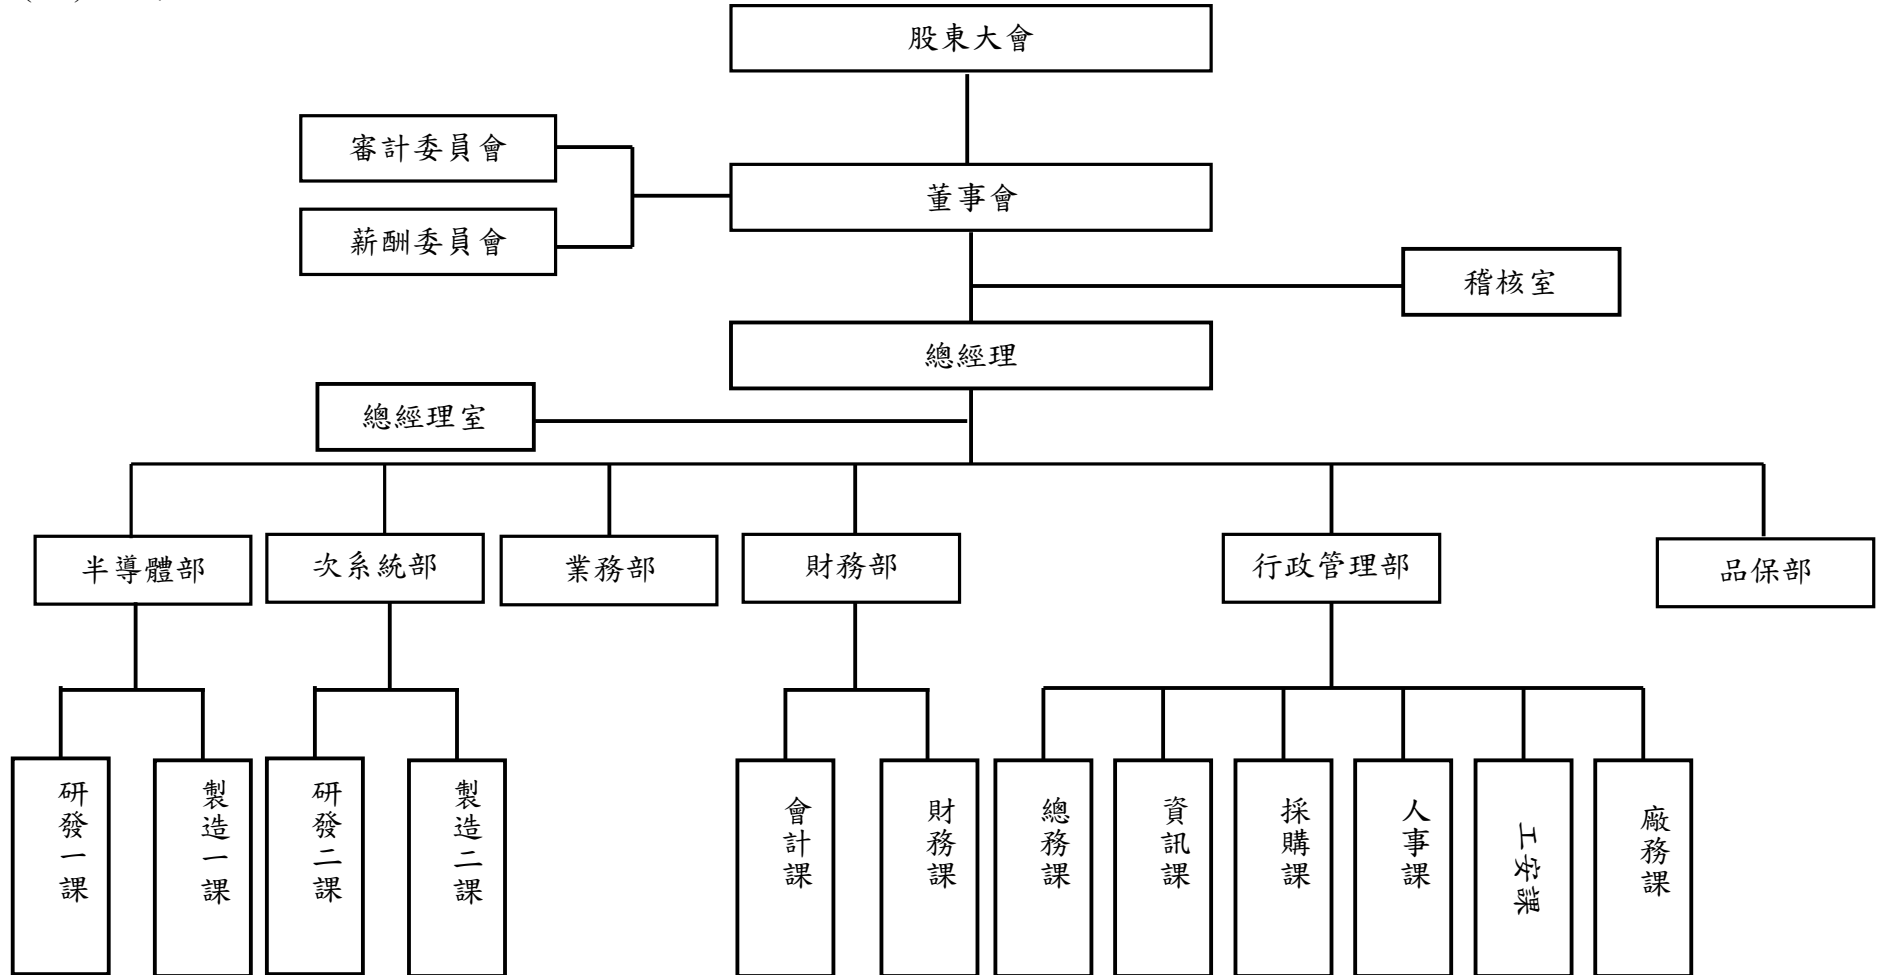 股東大會
審計委員會
董事會
薪酬委員會
稽核室
總經理
總經理室
半導體部
次系統部
業務部
財務部
行政管理部
品保部
研發一課
製造一課
研發二課
製造二課
會計課
財務課
總務課
資訊課
採購課
人事課
工安課
廠務課